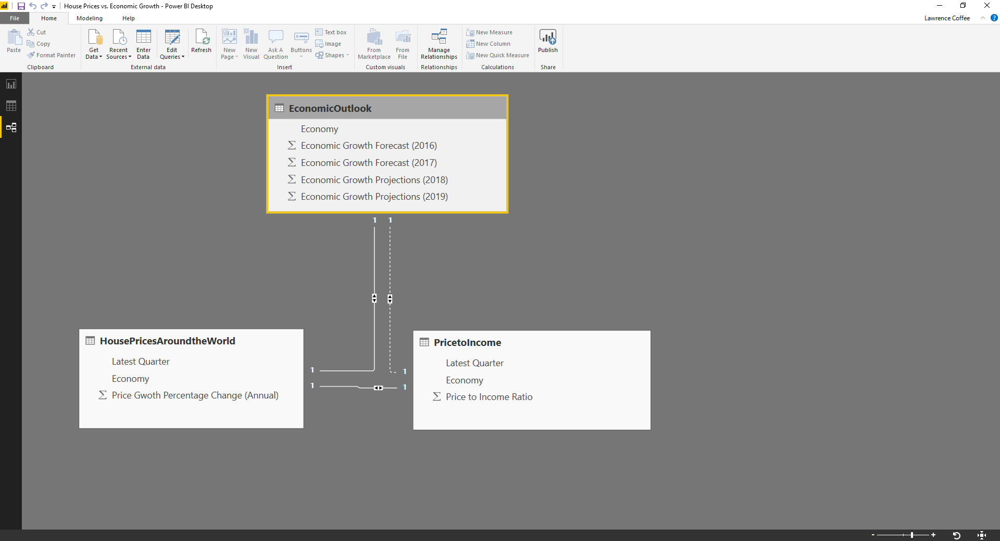 House Prices vs. Economic Growth - Power BI Desktop
File Home Modeling Help Lawrence Coffee ?
Paste Cut Copy Format Painter
Clipboard
Get Data Recent Sources Enter Data Edit Queries Refresh
External data
New Page New Visual Ask A Question Buttons Text box Image Shapes
Insert
From Marketplace From File
Custom visuals
Manage Relationships
Relationships
New Measure
New Column
New Quick Measure
Calculations
Publish
Share
EconomicOutlook
Economy
Σ Economic Growth Forecast (2016)
Σ Economic Growth Forecast (2017)
Σ Economic Growth Projections (2018)
Σ Economic Growth Projections (2019)
1 1
HousePricesAroundtheWorld
Latest Quarter
Economy
Σ Price Gwoth Percentage Change (Annual)
1 1
1 1
PricetoIncome
Latest Quarter
Economy
Σ Price to Income Ratio
- +